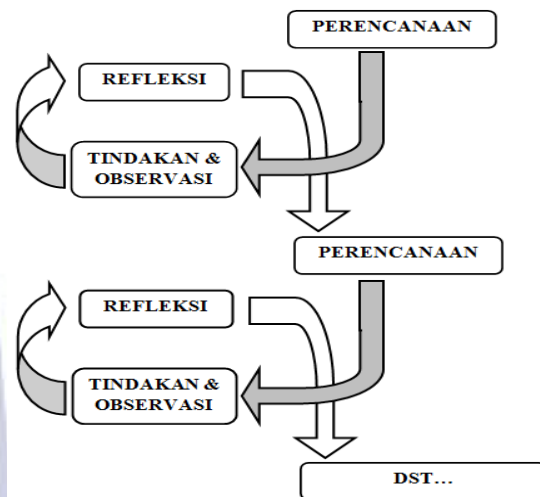 PERENCANAAN
REFLEKSI
TINDAKAN &
OBSERVASI
PERENCANAAN
REFLEKSI
TINDAKAN &
OBSERVASI
DST...